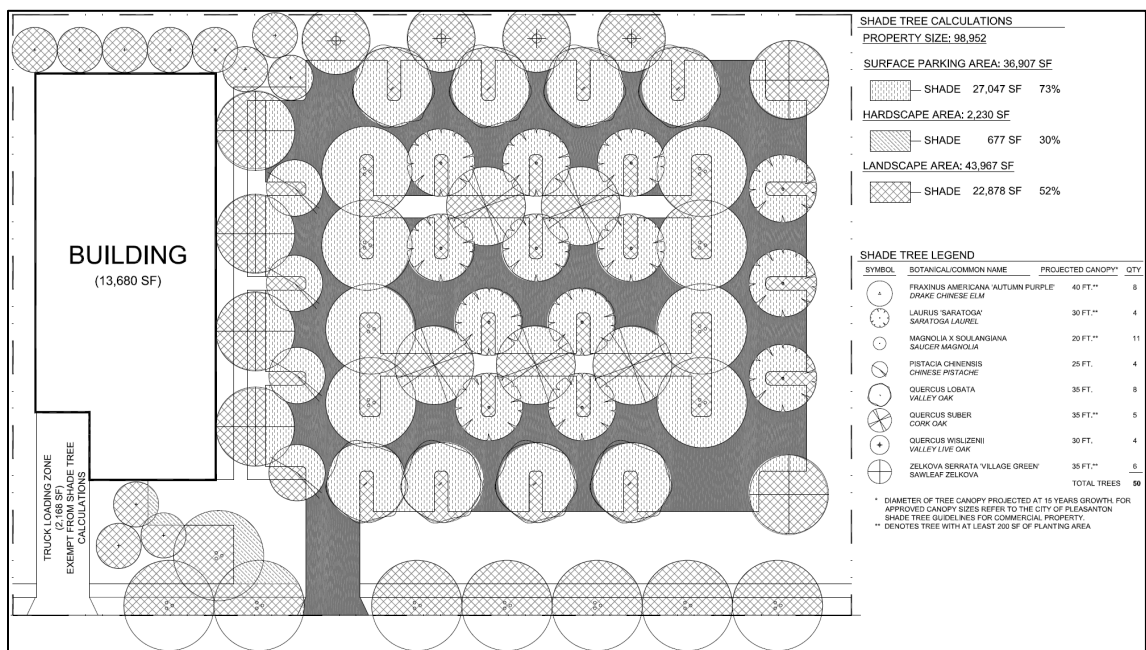 SHADE TREE CALCULATIONS
PROPERTY SIZE: 98,952
SURFACE PARKING AREA: 36,907 SF
SHADE 27,047 SF 73%
HARDSCAPE AREA: 2,230 SF
SHADE 677 SF 30%
LANDSCAPE AREA: 43,967 SF
SHADE 22,878 SF 52%
BUILDING
(13,680 SF)
TRUCK LOADING ZONE
(2,168 SF)
EXEMPT FROM SHADE TREE
CALCULATIONS
SHADE TREE LEGEND
SYMBOL BOTANICAL/COMMON NAME PROJECTED CANOPY* QTY
FRAXINUS AMERICANA 'AUTUMN PURPLE' 40 FT.** 8
DRAKE CHINESE ELM
LAURUS 'SARATOGA' 30 FT.** 4
SARATOGA LAUREL
MAGNOLIA X SOULANGIANA 20 FT.** 11
SAUCER MAGNOLIA
PISTACIA CHINENSIS 25 FT. 4
CHINESE PISTACHE
QUERCUS LOBATA 35 FT. 8
VALLEY OAK
QUERCUS SUBER 35 FT.** 5
CORK OAK
QUERCUS WISLIZENII 30 FT. 4
VALLEY LIVE OAK
ZELKOVA SERRATA 'VILLAGE GREEN' 35 FT.** 6
SAWLEAF ZELKOVA
TOTAL TREES 50
* DIAMETER OF TREE CANOPY PROJECTED AT 15 YEARS GROWTH. FOR
APPROVED CANOPY SIZES REFER TO THE CITY OF PLEASANTON
SHADE TREE GUIDELINES FOR COMMERCIAL PROPERTY.
** DENOTES TREE WITH AT LEAST 200 SF OF PLANTING AREA